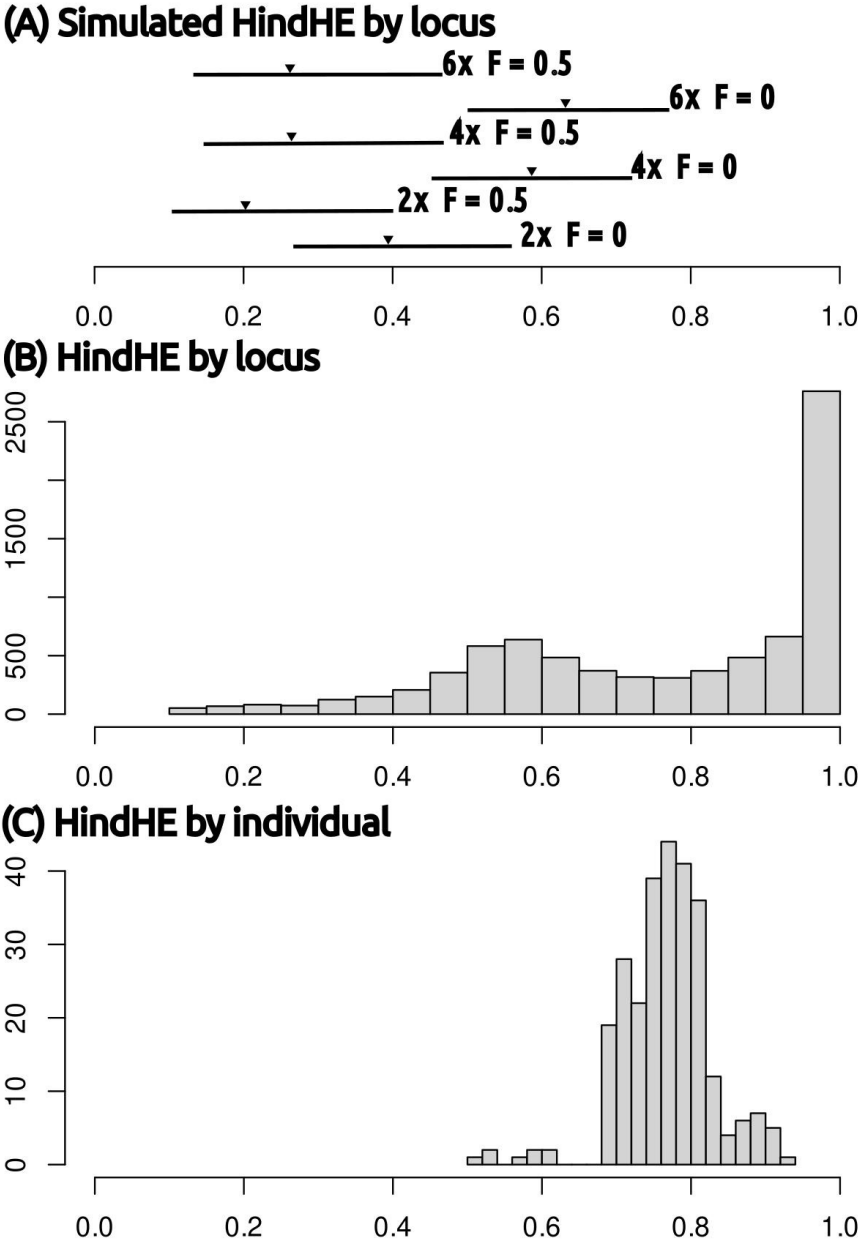 (A) Simulated HindHE by locus
6x F = 0.5
6x F = 0
4x F = 0.5
4x F = 0
2x F = 0.5
2x F = 0
0.0 0.2 0.4 0.6 0.8 1.0
(B) HindHE by locus
2500
1500
500
0
0.0 0.2 0.4 0.6 0.8 1.0
(C) HindHE by individual
40
30
20
10
0
0.0 0.2 0.4 0.6 0.8 1.0